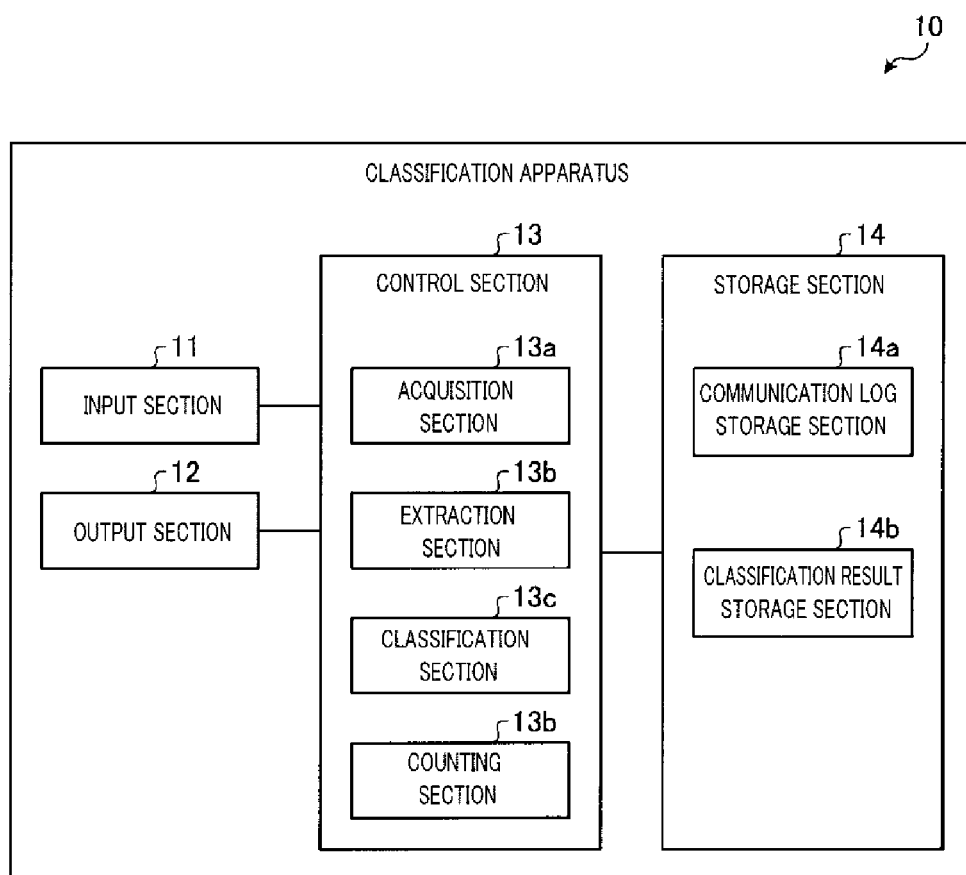 10
CLASSIFICATION APPARATUS
13
CONTROL SECTION
14
STORAGE SECTION
11
INPUT SECTION
12
OUTPUT SECTION
13a
ACQUISITION
SECTION
13b
EXTRACTION
SECTION
13c
CLASSIFICATION
SECTION
13b
COUNTING
SECTION
14a
COMMUNICATION LOG
STORAGE SECTION
14b
CLASSIFICATION RESULT
STORAGE SECTION